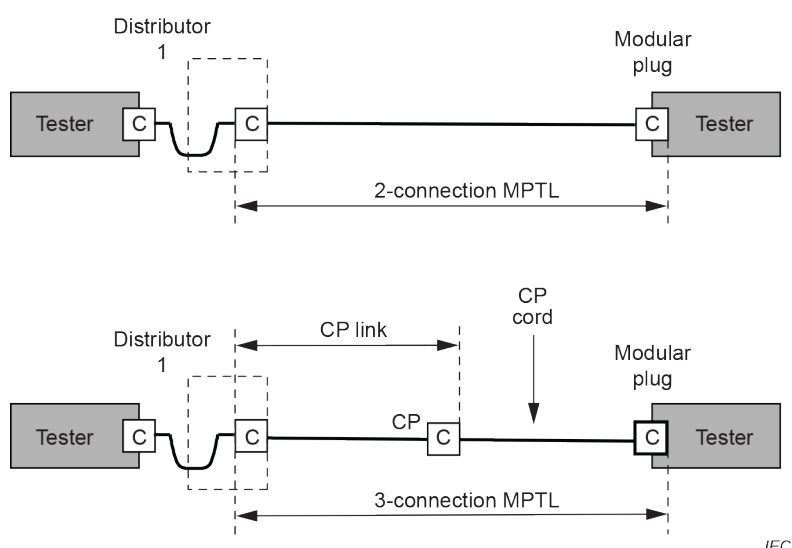 Distributor
1
Modular
plug
Tester
C
C
C
Tester
2-connection MPTL
CP
cord
CP link
Distributor
1
Modular
plug
Tester
C
C
CP
C
C
Tester
3-connection MPTL
IEC